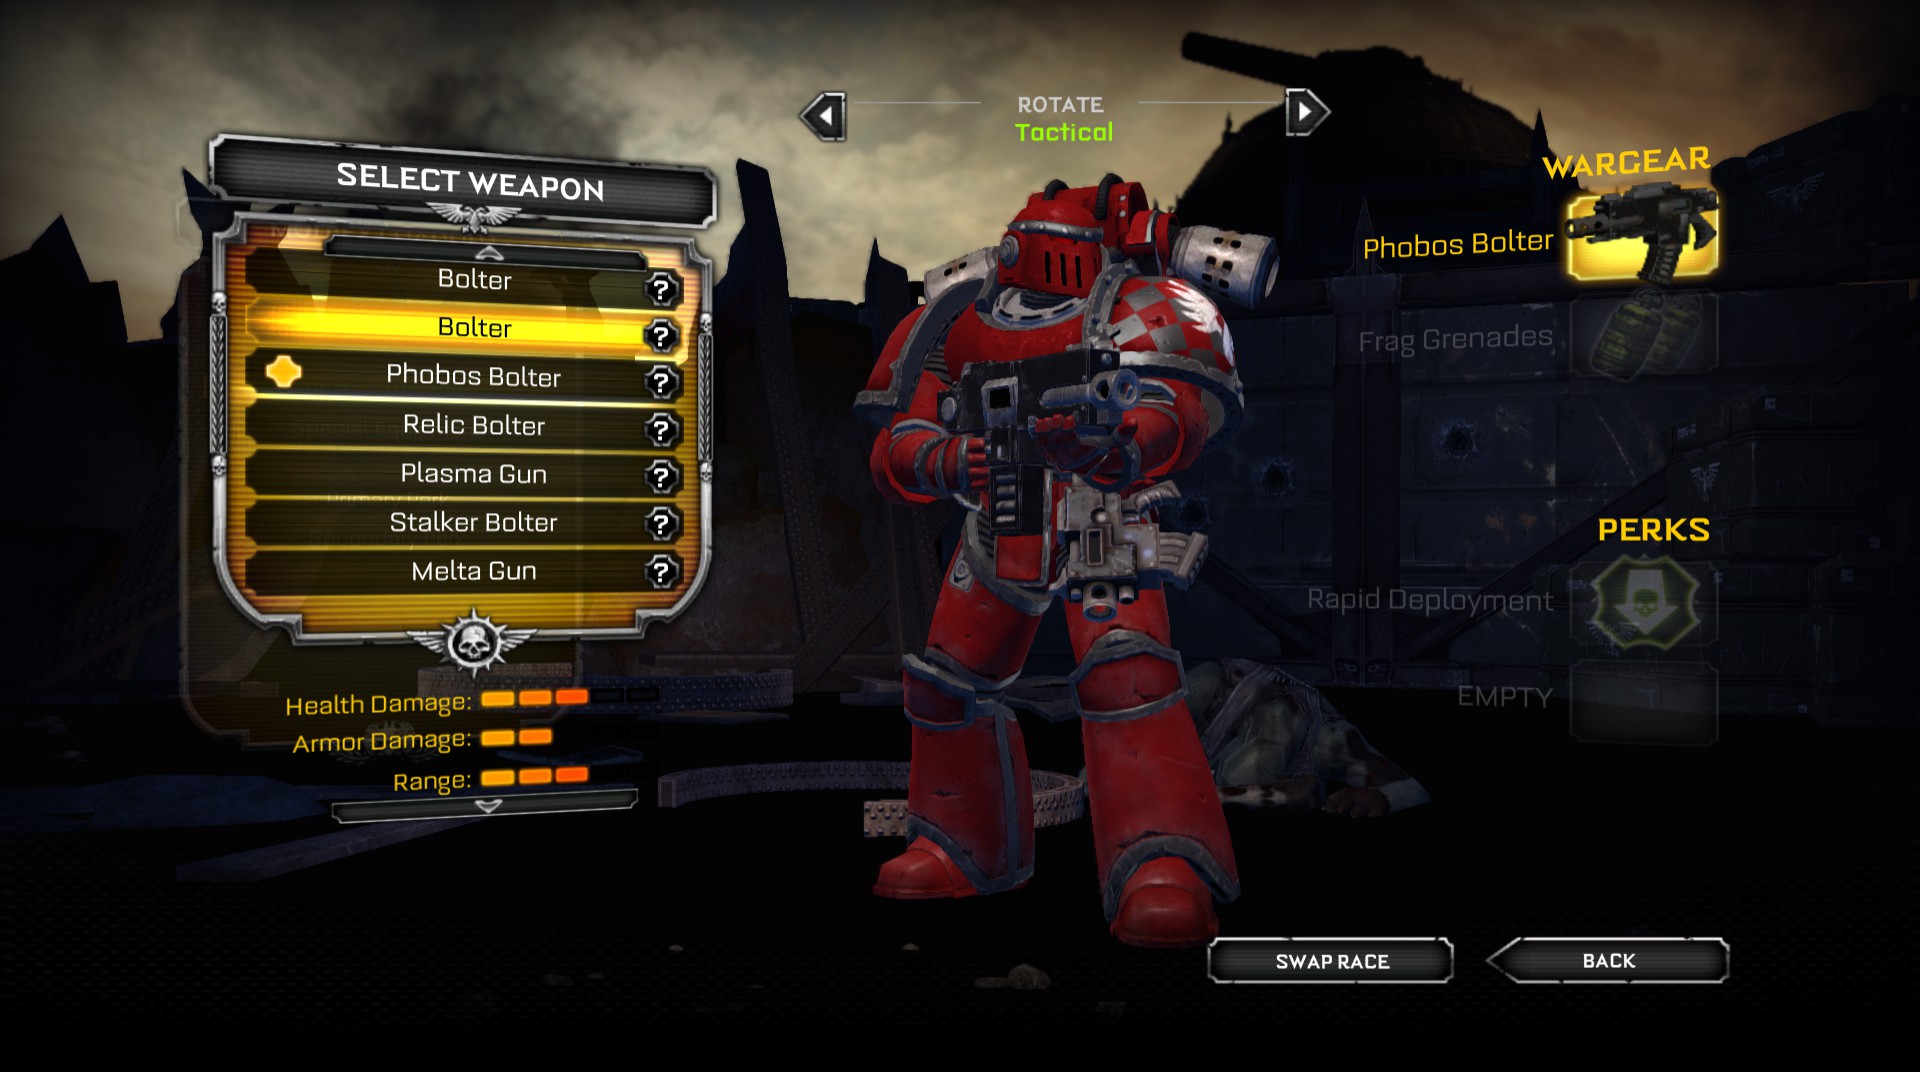 ROTATE
Tactical
SELECT WEAPON
Bolter ?
Bolter ?
Phobos Bolter ?
Relic Bolter ?
Plasma Gun ?
Stalker Bolter ?
Melta Gun ?
Health Damage:
Armor Damage:
Range:
WARGEAR
Phobos Bolter
Frag Grenades
PERKS
Rapid Deployment
EMPTY
SWAP RACE
BACK